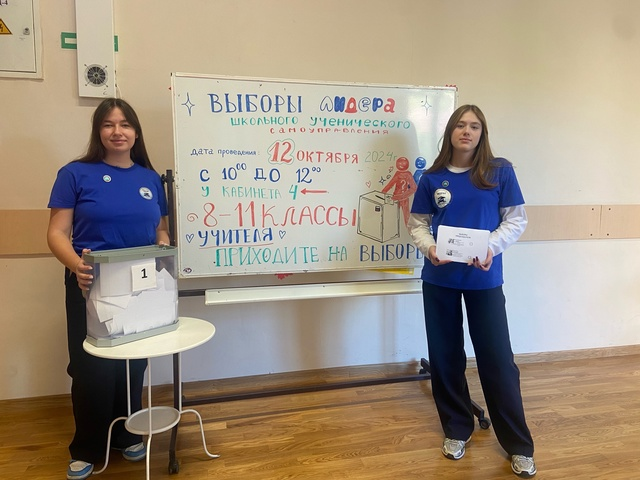 ВЫБОРЫ ЛИДЕРА
ШКОЛЬНОГО УЧЕНИЧЕСКОГО
САМОУПРАВЛЕНИЯ
ДАТА ПРОВЕДЕНИЯ: 12 ОКТЯБРЯ 2024г.
С 10⁰⁰ ДО 12⁰⁰
У КАБИНЕТА 4
8-11 КЛАССЫ
УЧИТЕЛЯ
ПРИХОДИТЕ НА ВЫБОРЫ
1